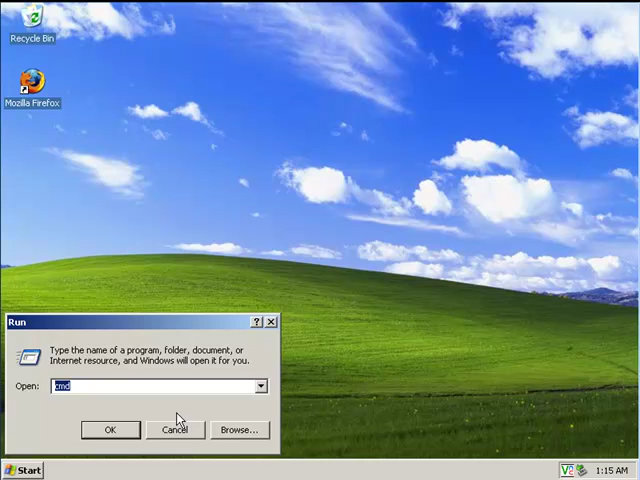 Recycle Bin
Mozilla Firefox
Run
Type the name of a program, folder, document, or
Internet resource, and Windows will open it for you.
Open: cmd
OK Cancel Browse...
Start
1:15 AM